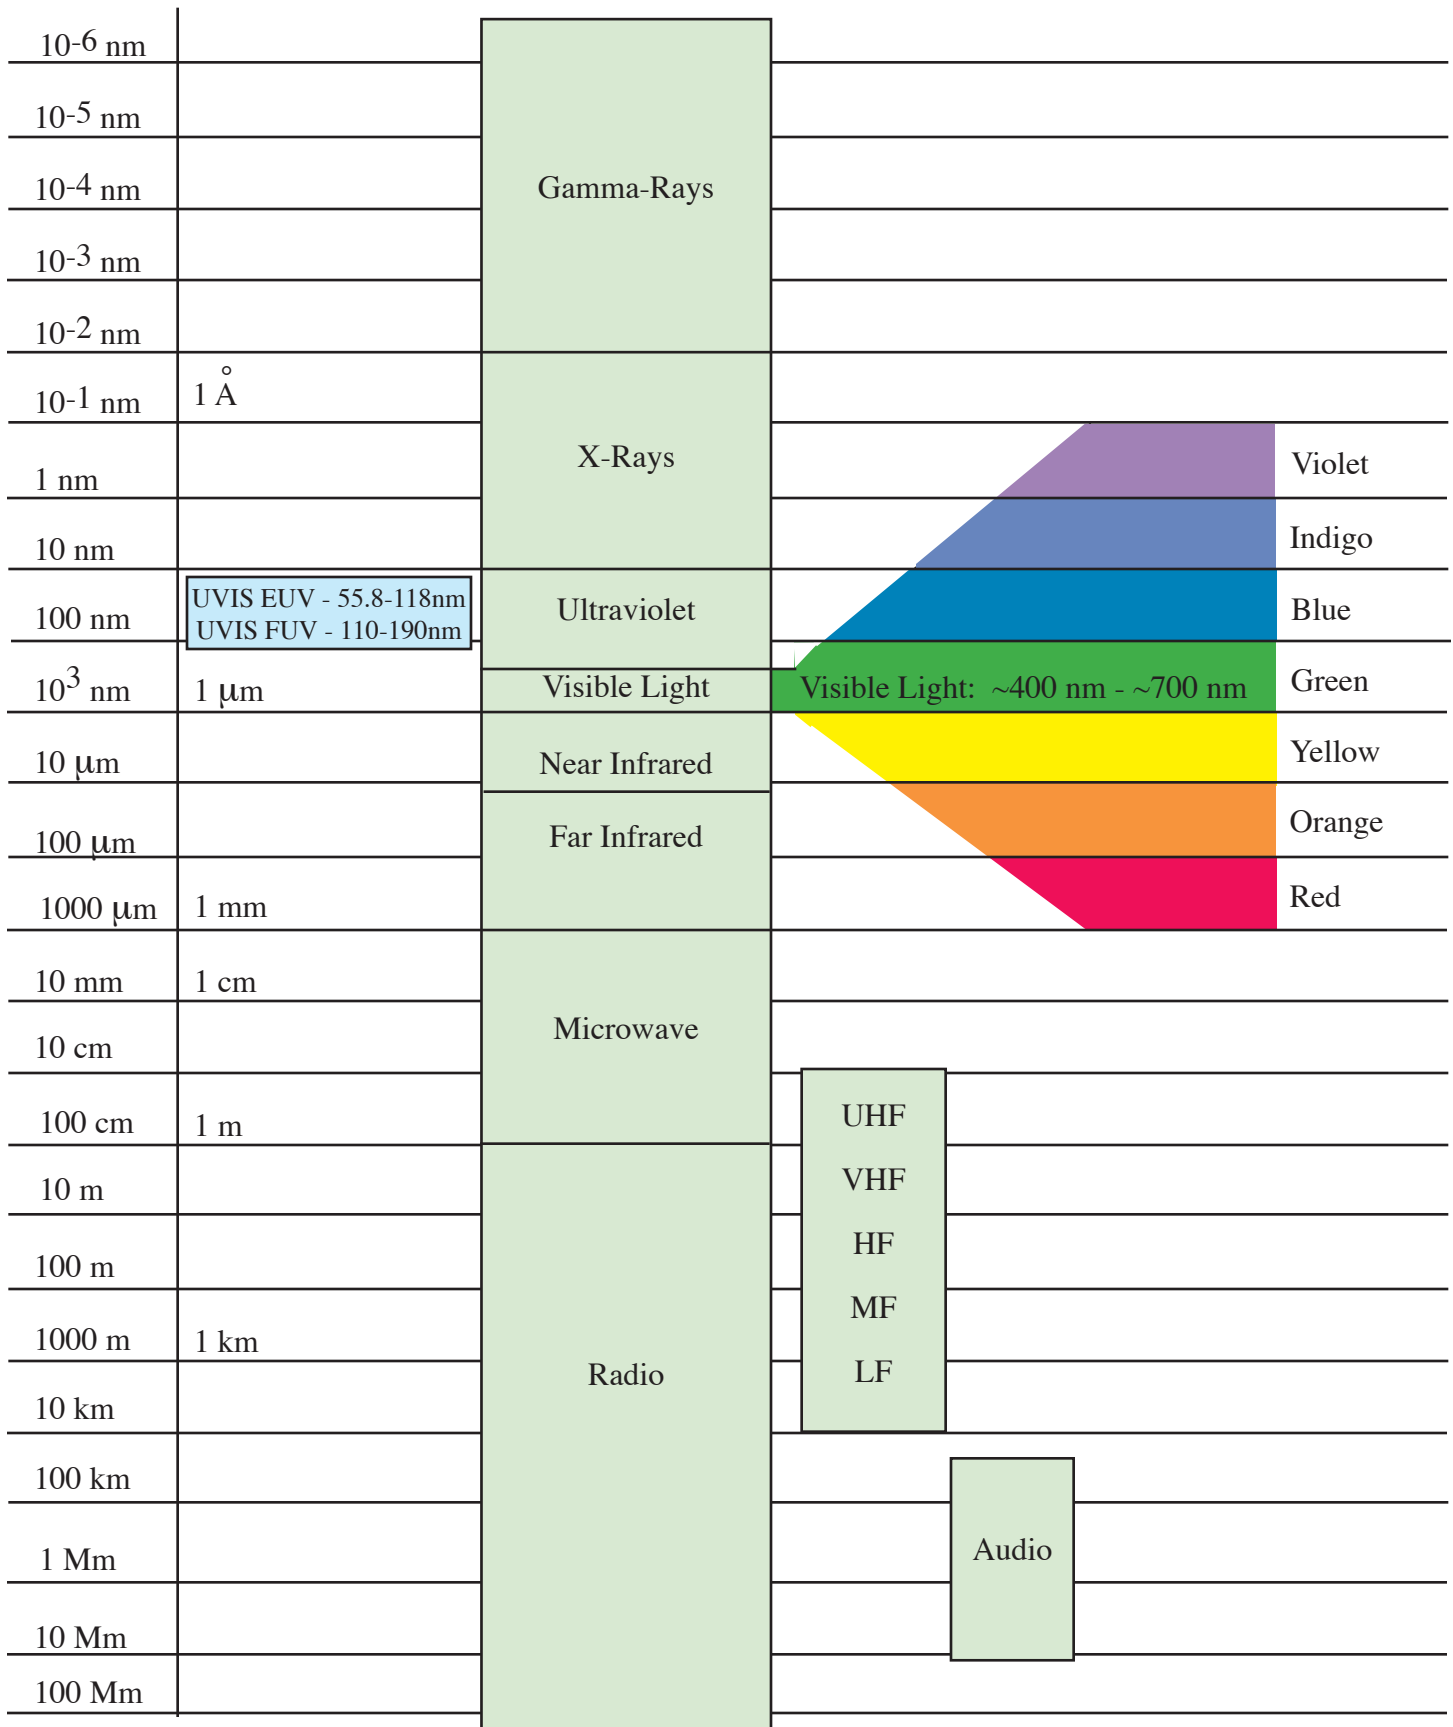 10-6 nm
10-5 nm
10-4 nm
Gamma-Rays
10-3 nm
10-2 nm
10-1 nm
1 Å
1 nm
X-Rays
Violet
10 nm
Indigo
100 nm
UVIS EUV - 55.8-118nm
UVIS FUV - 110-190nm
Ultraviolet
Blue
10³ nm
1 μm
Visible Light
Visible Light: ~400 nm - ~700 nm
Green
10 μm
Near Infrared
Yellow
100 μm
Far Infrared
Orange
1000 μm
1 mm
Red
10 mm
1 cm
10 cm
Microwave
100 cm
1 m
UHF
10 m
VHF
100 m
HF
1000 m
1 km
MF
Radio
LF
10 km
100 km
1 Mm
Audio
10 Mm
100 Mm